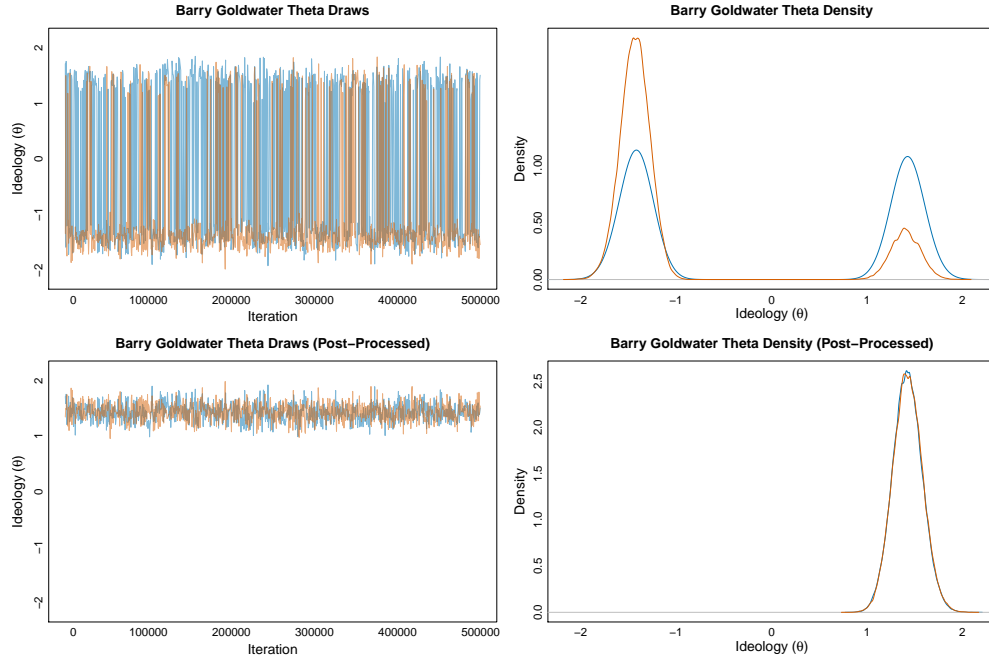 Barry Goldwater Theta Draws
Ideology (θ)
2
1
0
−1
−2
0 100000 200000 300000 400000 500000
Iteration
Barry Goldwater Theta Density
Density
1.00
0.50
0.00
−2 −1 0 1 2
Ideology (θ)
Barry Goldwater Theta Draws (Post−Processed)
Ideology (θ)
2
1
0
−1
−2
0 100000 200000 300000 400000 500000
Iteration
Barry Goldwater Theta Density (Post−Processed)
Density
2.5
2.0
1.5
1.0
0.5
0.0
−2 −1 0 1 2
Ideology (θ)